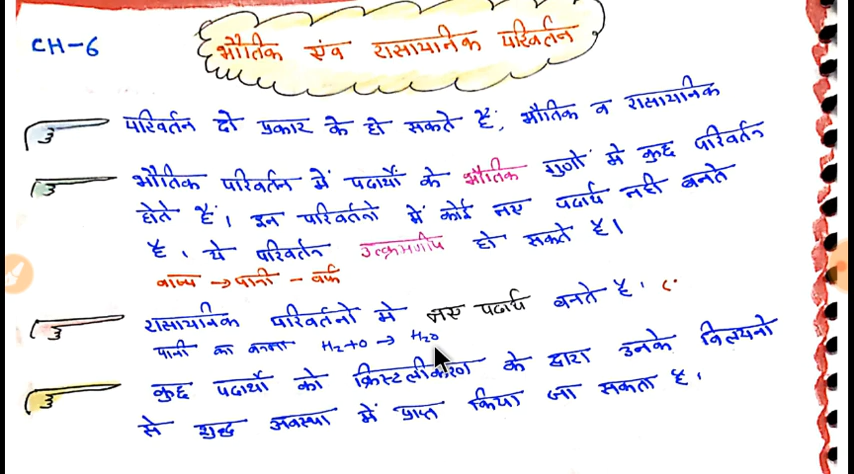 CH-6
भौतिक एंव रासायनिक परिवर्तन
परिवर्तन दो प्रकार के हो सकते हैं, भौतिक व रासायनिक
भौतिक परिवर्तन में पदार्थो के भौतिक गुणों में कुछ परिवर्तन
होते हैं। इन परिवर्तनो में कोई नए पदार्थ नही बनते
है, ये परिवर्तन उत्क्रमणीय हो सकते है।
वाष्प → पानी - वर्फ
रासायनिक परिवर्तनो मे नए पदार्थ बनते है, (
पानी का बनना H2+O → H2O
कुछ पदार्थो को क्रिस्टलीकरण के द्वारा उनके विलयनो
से शुद्ध अवस्था में प्राप्त किया जा सकता है,